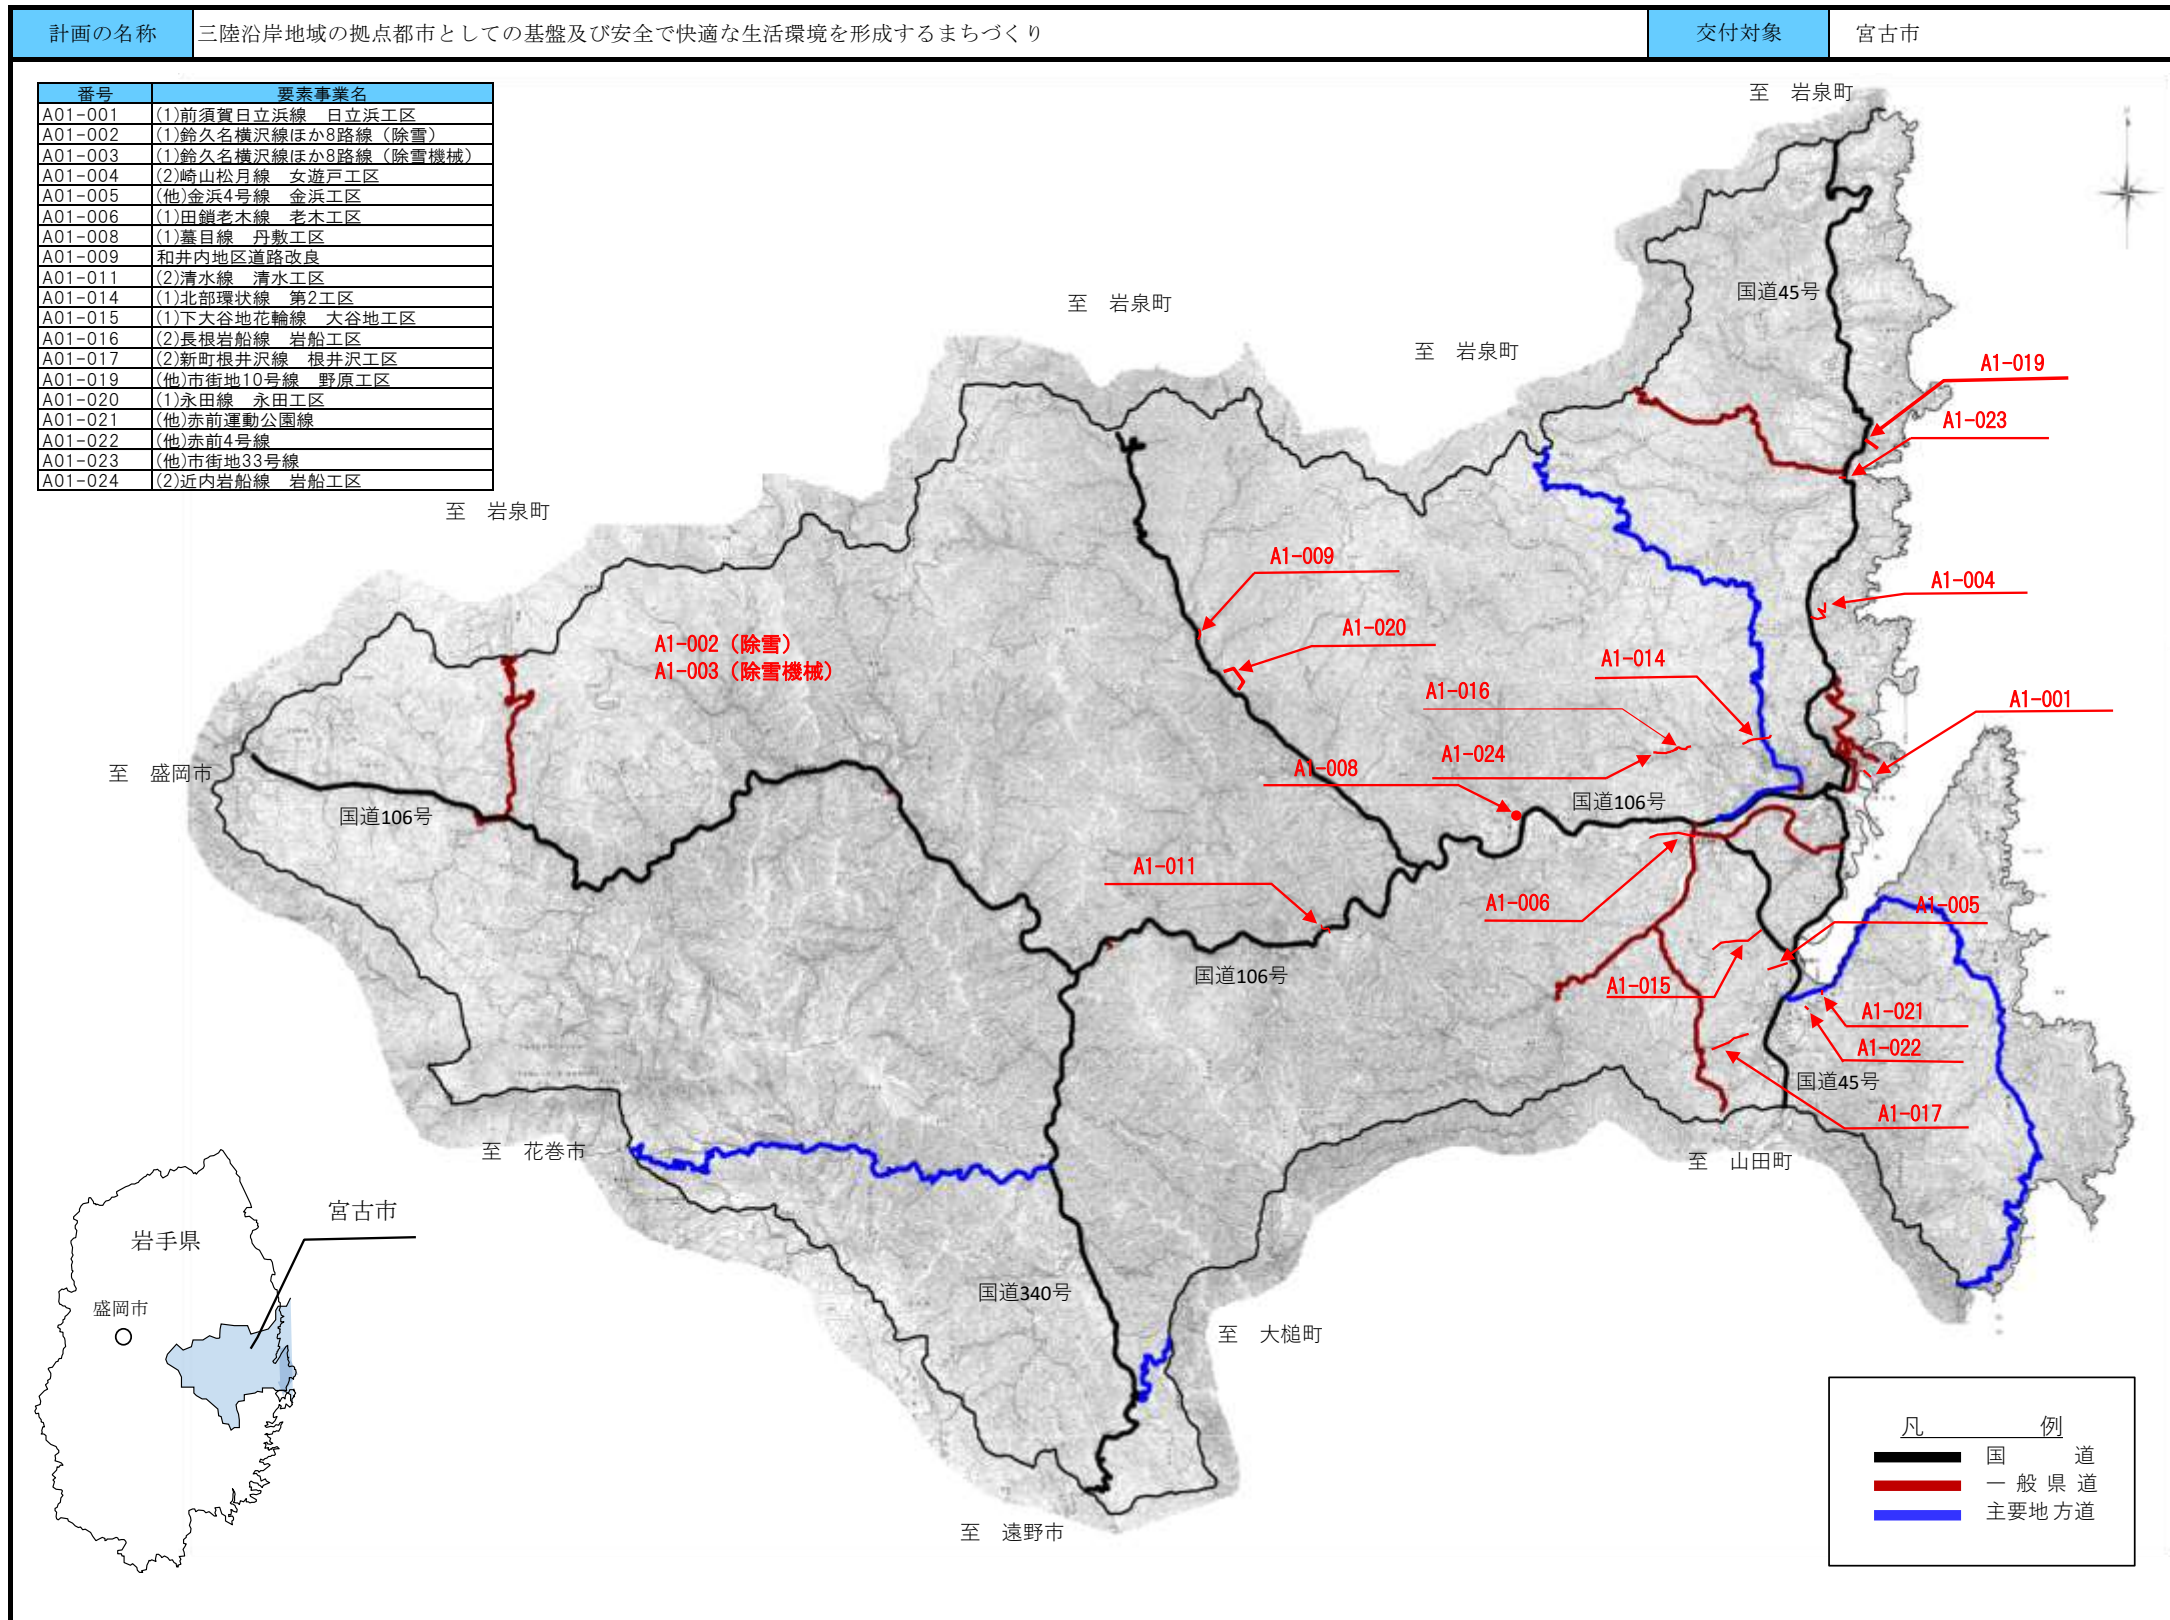 計画の名称 三陸沿岸地域の拠点都市としての基盤及び安全で快適な生活環境を形成するまちづくり 交付対象 宮古市
番号 要素事業名
A01-001 (1)前須賀日立浜線 日立浜工区
A01-002 (1)鈴久名横沢線ほか8路線（除雪）
A01-003 (1)鈴久名横沢線ほか8路線（除雪機械）
A01-004 (2)崎山松月線 女遊戸工区
A01-005 (他)金浜4号線 金浜工区
A01-006 (1)田鎖老木線 老木工区
A01-008 (1)蟇目線 丹敷工区
A01-009 和井内地区道路改良
A01-011 (2)清水線 清水工区
A01-014 (1)北部環状線 第2工区
A01-015 (1)下大谷地花輪線 大谷地工区
A01-016 (2)長根岩船線 岩船工区
A01-017 (2)新町根井沢線 根井沢工区
A01-019 (他)市街地10号線 野原工区
A01-020 (1)永田線 永田工区
A01-021 (他)赤前運動公園線
A01-022 (他)赤前4号線
A01-023 (他)市街地33号線
A01-024 (2)近内岩船線 岩船工区
至 岩泉町
国道45号
至 岩泉町
至 岩泉町
A1-019
A1-023
至 岩泉町
A1-009
A1-004
A1-020
A1-002（除雪）
A1-003（除雪機械）
A1-014
A1-016
A1-001
A1-024
A1-008
至 盛岡市
国道106号
国道106号
A1-011
A1-006
A1-005
国道106号
A1-015
A1-021
A1-022
国道45号
A1-017
至 花巻市
至 山田町
宮古市
岩手県
盛岡市
国道340号
至 大槌町
至 遠野市
凡 例
国 道
一般県道
主要地方道